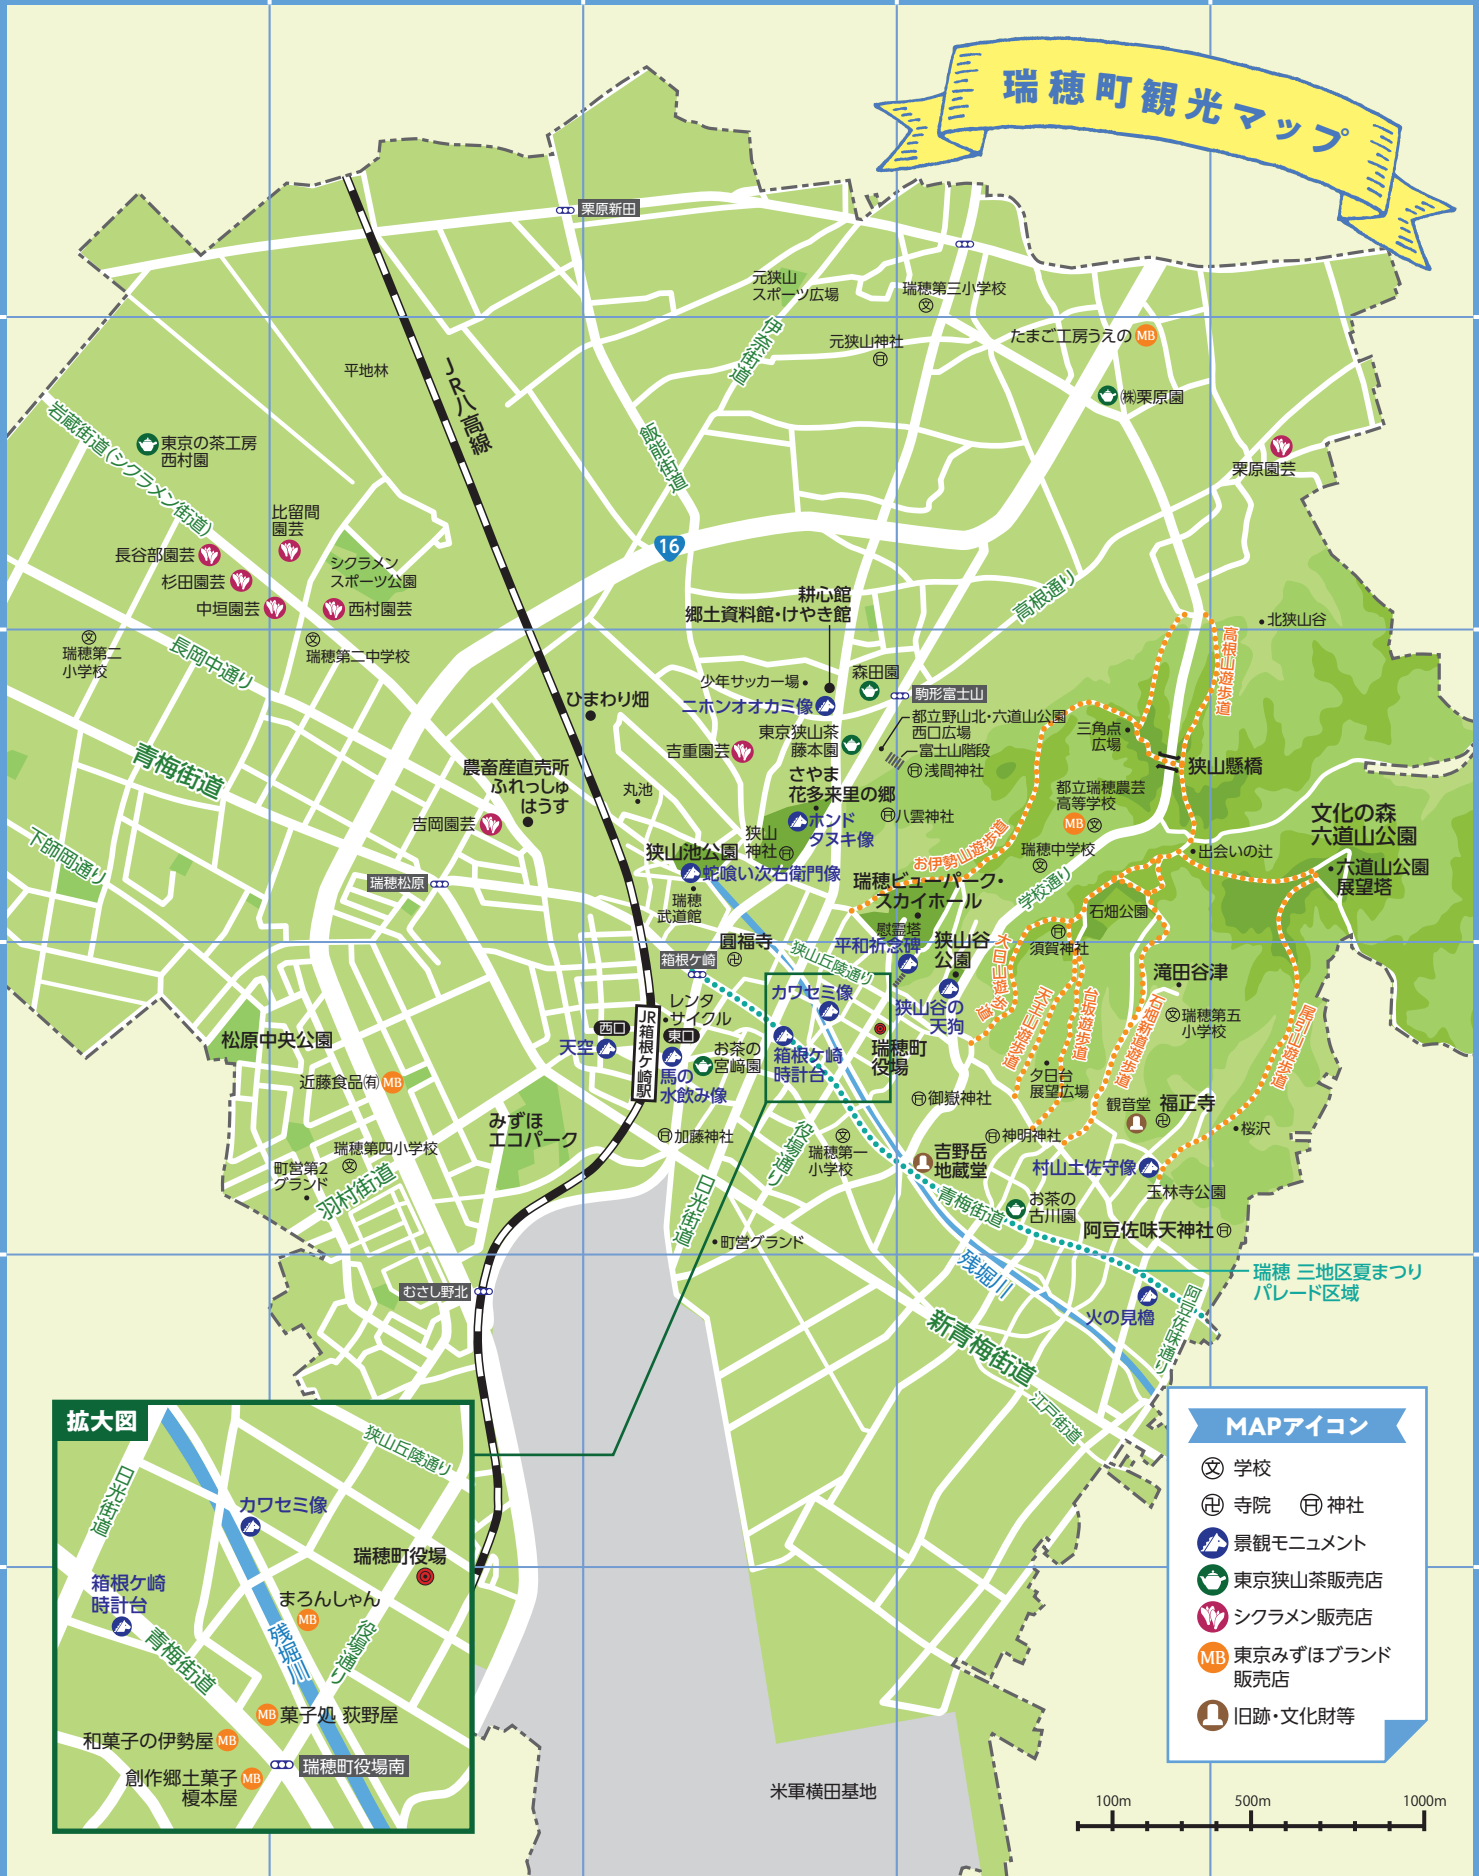 瑞穂町観光マップ
栗原新田
元狭山
スポーツ広場
瑞穂第三小学校
文
伊奈街道
元狭山神社
たまご工房うえの
MB
㈱栗原園
平地林
JR八高線
岩蔵街道(シクラメン街道)
東京の茶工房
西村園
飯能街道
栗原園芸
比留間
園芸
長谷部園芸
杉田園芸
中垣園芸
シクラメン
スポーツ公園
西村園芸
16
耕心館
郷土資料館・けやき館
高根通り
北狭山谷
高根山遊歩道
文
瑞穂第二
小学校
長岡中通り
文
瑞穂第二中学校
ひまわり畑
少年サッカー場
ニホンオオカミ像
森田園
駒形富士山
都立野山北・六道山公園
西口広場
富士山階段
浅間神社
三角点
広場
狭山懸橋
吉重園芸
東京狭山茶
藤本園
青梅街道
農畜産直売所
ふれっしゅ
はうす
丸池
さやま
花多来里の郷
八雲神社
都立瑞穂農芸
高等学校
MB
文
文化の森
六道山公園
吉岡園芸
ホンド
タヌキ像
狭山
神社
お伊勢山遊歩道
瑞穂中学校
文
出会いの辻
六道山公園
展望塔
下師岡通り
瑞穂松原
狭山池公園
蛇喰い次右衛門像
瑞穂
武道館
瑞穂ビューパーク・
スカイホール
学校通り
石畑公園
慰霊塔
平和祈念碑
狭山谷
公園
須賀神社
圓福寺
箱根ケ崎
狭山丘陵通り
大日山遊歩道
滝田谷津
カワセミ像
狭山谷の
天狗
天王山遊歩道
台坂遊歩道
石畑新道遊歩道
文
瑞穂第五
小学校
尾引山遊歩道
レンタ
サイクル
西口
東口
JR箱根ケ崎駅
天空
馬の
水飲み像
お茶の
宮﨑園
箱根ケ崎
時計台
瑞穂町
役場
松原中央公園
近藤食品㈲
MB
夕日台
展望広場
御嶽神社
観音堂
福正寺
桜沢
みずほ
エコパーク
加藤神社
役場通り
文
瑞穂第一
小学校
神明神社
吉野岳
地蔵堂
村山土佐守像
玉林寺公園
瑞穂第四小学校
文
町営第2
グランド
羽村街道
日光街道
町営グランド
青梅街道
お茶の
古川園
阿豆佐味天神社
残堀川
瑞穂 三地区夏まつり
パレード区域
むさし野北
火の見櫓
阿豆佐味通り
新青梅街道
江戸街道
米軍横田基地
拡大図
狭山丘陵通り
日光街道
カワセミ像
瑞穂町役場
箱根ケ崎
時計台
まろんしゃん
MB
青梅街道
残堀川
役場通り
MB
菓子処 荻野屋
和菓子の伊勢屋
MB
瑞穂町役場南
創作郷土菓子
榎本屋
MB
MAPアイコン
文
学校
寺院
神社
景観モニュメント
東京狭山茶販売店
シクラメン販売店
MB
東京みずほブランド
販売店
旧跡・文化財等
100m
500m
1000m